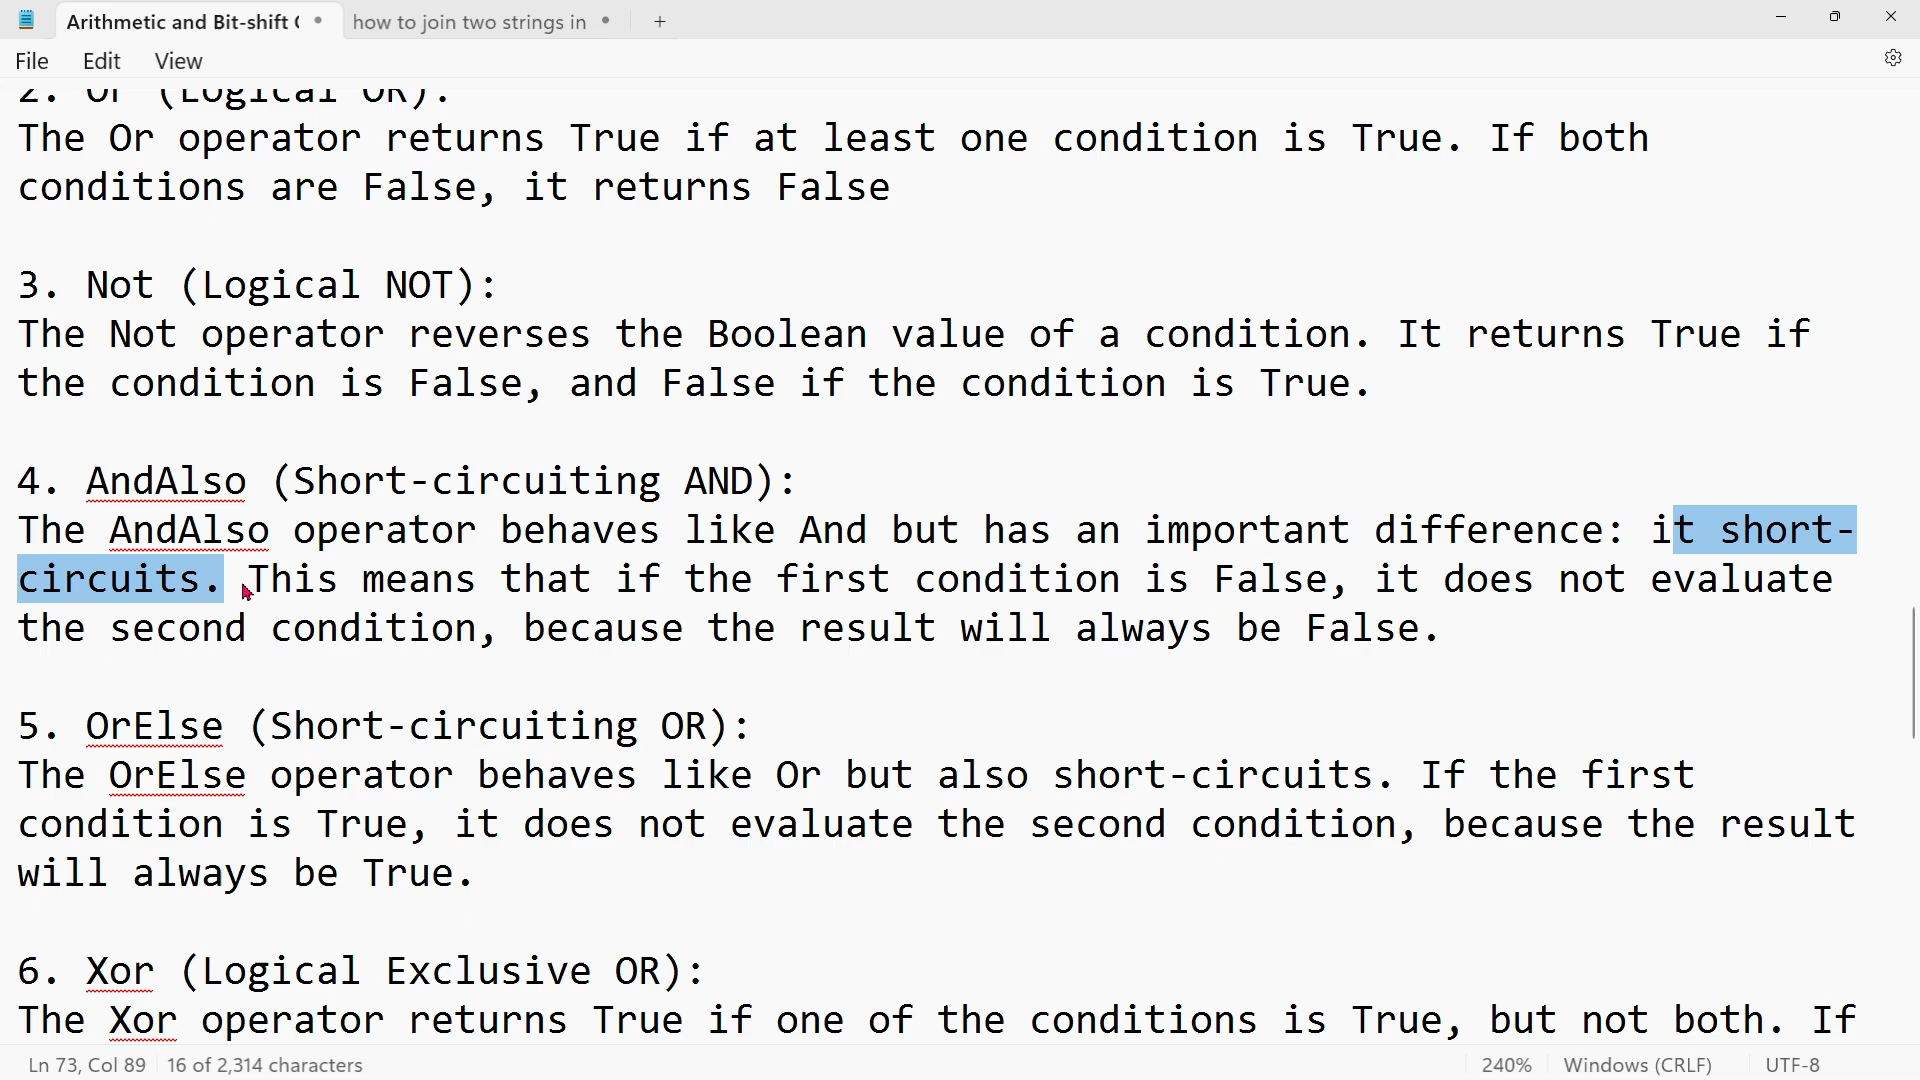 Arithmetic and Bit-shift
how to join two strings in
File Edit View
2. Or (Logical OR):
The Or operator returns True if at least one condition is True. If both
conditions are False, it returns False
3. Not (Logical NOT):
The Not operator reverses the Boolean value of a condition. It returns True if
the condition is False, and False if the condition is True.
4. AndAlso (Short-circuiting AND):
The AndAlso operator behaves like And but has an important difference: it short-
circuits. This means that if the first condition is False, it does not evaluate
the second condition, because the result will always be False.
5. OrElse (Short-circuiting OR):
The OrElse operator behaves like Or but also short-circuits. If the first
condition is True, it does not evaluate the second condition, because the result
will always be True.
6. Xor (Logical Exclusive OR):
The Xor operator returns True if one of the conditions is True, but not both. If
Ln 73, Col 89 16 of 2,314 characters 240% Windows (CRLF) UTF-8